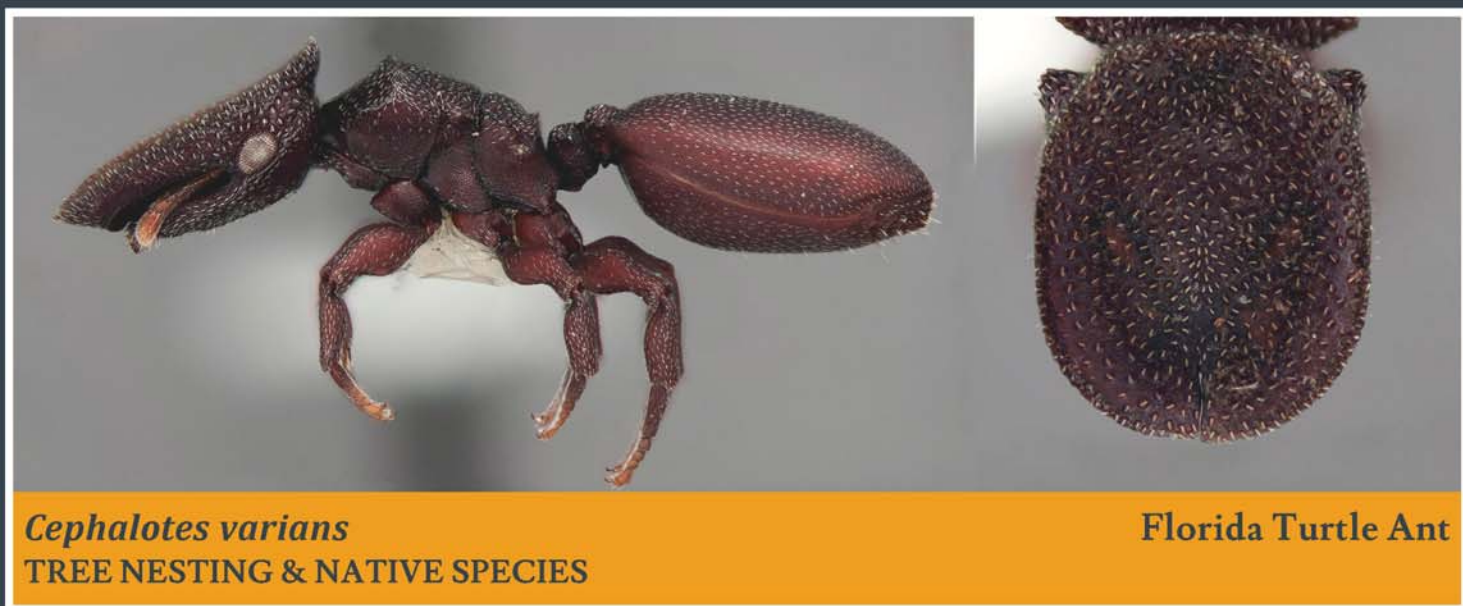 Cephalotes varians
Florida Turtle Ant
TREE NESTING & NATIVE SPECIES